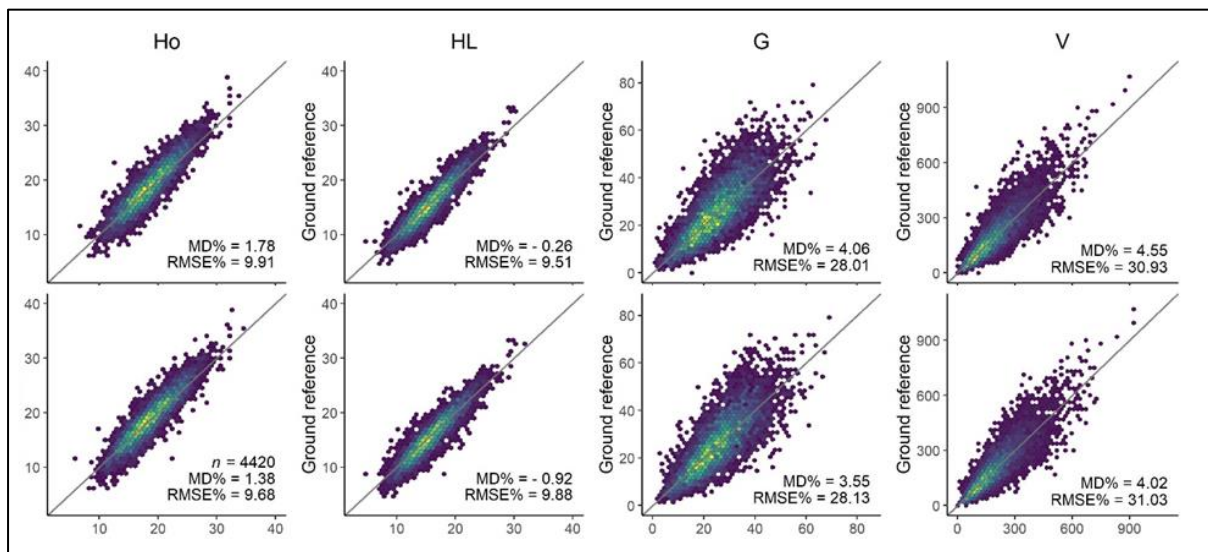 Ho
HL
G
V
40
30
20
10
MD% = 1.78
RMSE% = 9.91
Ground reference
40
30
20
10
MD% = - 0.26
RMSE% = 9.51
Ground reference
80
60
40
20
0
MD% = 4.06
RMSE% = 28.01
Ground reference
900
600
300
0
MD% = 4.55
RMSE% = 30.93
40
30
20
10
n = 4420
MD% = 1.38
RMSE% = 9.68
10 20 30 40
Ground reference
40
30
20
10
MD% = - 0.92
RMSE% = 9.88
10 20 30 40
Ground reference
80
60
40
20
0
MD% = 3.55
RMSE% = 28.13
0 20 40 60 80
Ground reference
900
600
300
0
MD% = 4.02
RMSE% = 31.03
0 300 600 900